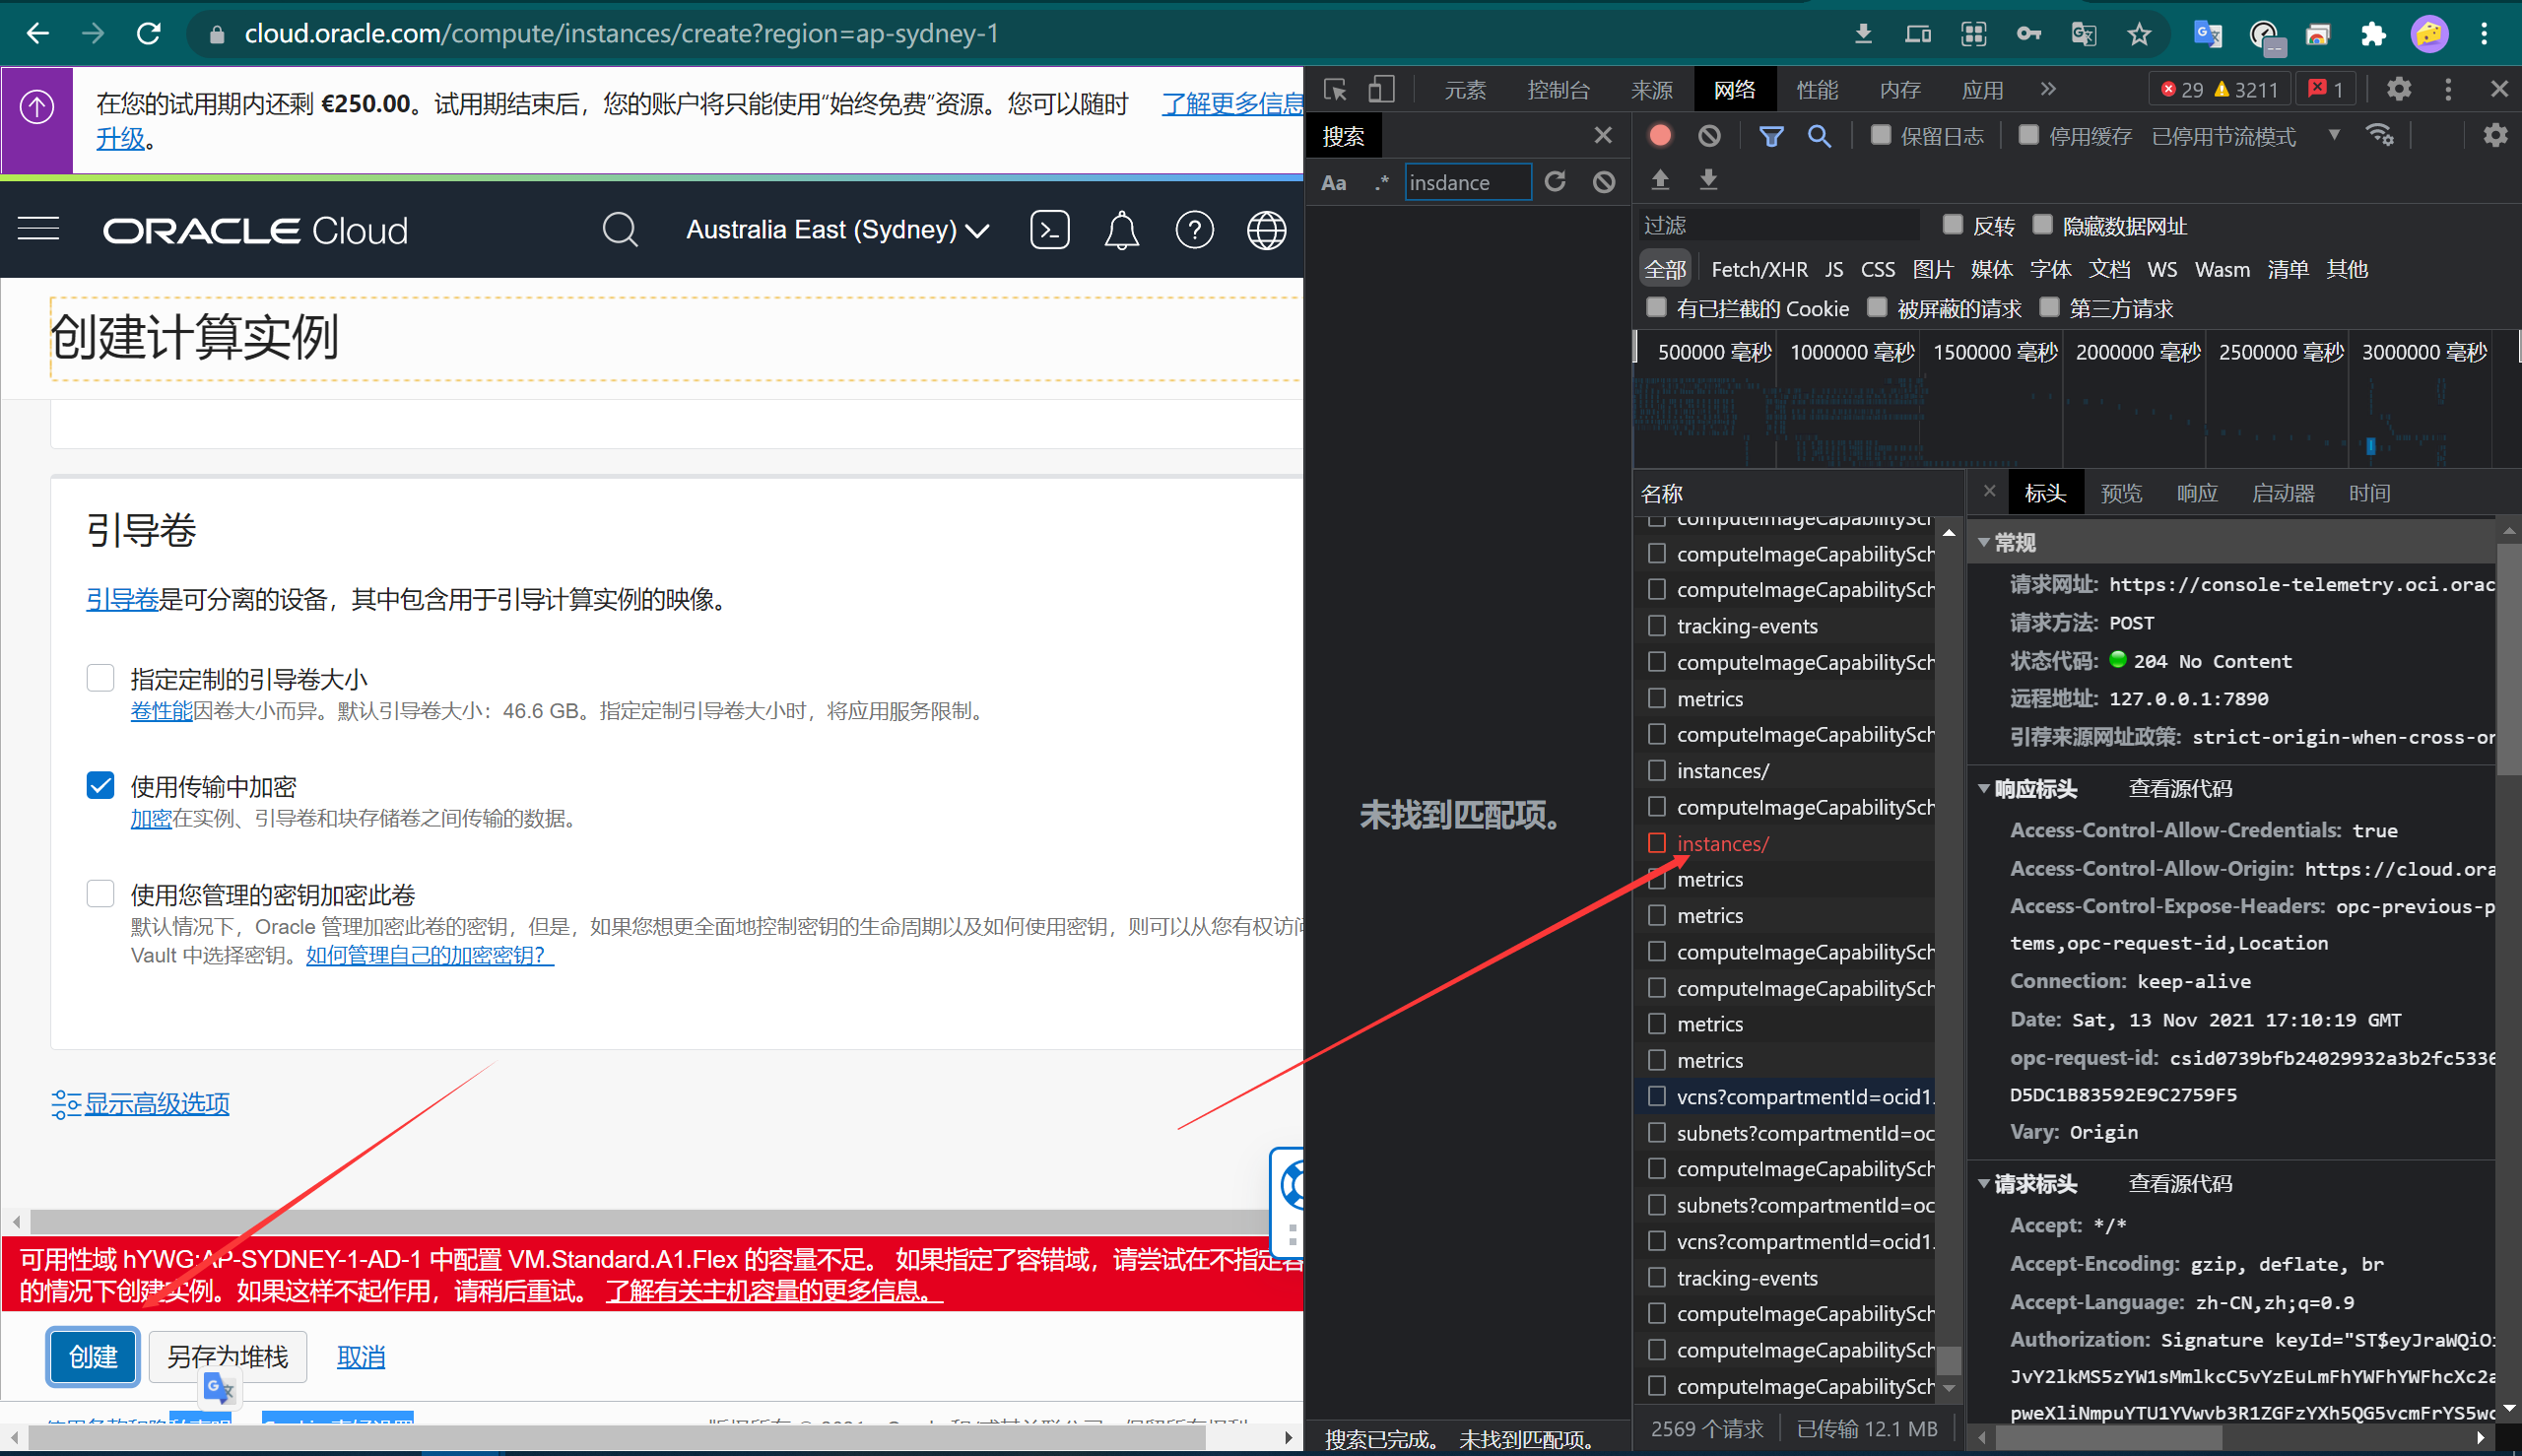 cloud.oracle.com/compute/instances/create?region=ap-sydney-1
在您的试用期内还剩 €250.00。试用期结束后，您的账户将只能使用“始终免费”资源。您可以随时
升级。
了解更多信息
ORACLE Cloud
Australia East (Sydney)
创建计算实例
引导卷
引导卷是可分离的设备，其中包含用于引导计算实例的映像。
指定定制的引导卷大小
卷性能因卷大小而异。默认引导卷大小：46.6 GB。指定定制引导卷大小时，将应用服务限制。
使用传输中加密
加密在实例、引导卷和块存储卷之间传输的数据。
使用您管理的密钥加密此卷
默认情况下，Oracle 管理加密此卷的密钥，但是，如果您想更全面地控制密钥的生命周期以及如何使用密钥，则可以从您有权访问
Vault 中选择密钥。如何管理自己的加密密钥？
显示高级选项
可用性域 hYWG:AP-SYDNEY-1-AD-1 中配置 VM.Standard.A1.Flex 的容量不足。 如果指定了容错域，请尝试在不指定容
的情况下创建实例。如果这样不起作用，请稍后重试。 了解有关主机容量的更多信息。
创建
另存为堆栈
取消
元素
控制台
来源
网络
性能
内存
应用
29
3211
1
搜索
Aa
.*
insdance
未找到匹配项。
搜索已完成。 未找到匹配项。
保留日志
停用缓存
已停用节流模式
过滤
反转
隐藏数据网址
全部
Fetch/XHR JS CSS 图片 媒体 字体 文档 WS Wasm 清单 其他
有已拦截的 Cookie
被屏蔽的请求
第三方请求
500000 毫秒
1000000 毫秒
1500000 毫秒
2000000 毫秒
2500000 毫秒
3000000 毫秒
名称
computeImageCapabilitySch
computeImageCapabilitySch
computeImageCapabilitySch
tracking-events
computeImageCapabilitySch
metrics
computeImageCapabilitySch
instances/
computeImageCapabilitySch
instances/
metrics
metrics
computeImageCapabilitySch
computeImageCapabilitySch
metrics
metrics
vcns?compartmentId=ocid1.
subnets?compartmentId=oc
computeImageCapabilitySch
subnets?compartmentId=oc
vcns?compartmentId=ocid1.
tracking-events
computeImageCapabilitySch
computeImageCapabilitySch
computeImageCapabilitySch
2569 个请求
已传输 12.1 MB
标头
预览
响应
启动器
时间
常规
请求网址: https://console-telemetry.oci.orac
请求方法: POST
状态代码: 204 No Content
远程地址: 127.0.0.1:7890
引荐来源网址政策: strict-origin-when-cross-or
响应标头
查看源代码
Access-Control-Allow-Credentials: true
Access-Control-Allow-Origin: https://cloud.ora
Access-Control-Expose-Headers: opc-previous-p
tems,opc-request-id,Location
Connection: keep-alive
Date: Sat, 13 Nov 2021 17:10:19 GMT
opc-request-id: csid0739bfb24029932a3b2fc5336
D5DC1B83592E9C2759F5
Vary: Origin
请求标头
查看源代码
Accept: */*
Accept-Encoding: gzip, deflate, br
Accept-Language: zh-CN,zh;q=0.9
Authorization: Signature keyId="ST$eyJraWQiOi
JvY2lkMS5zYW1sMmlkcC5vYzEuLmFhYWFhYWFhcXc2a
pweXliNmpuYTU1YVwvb3R1ZGFzYXh5QG5vcmFrYS5wc